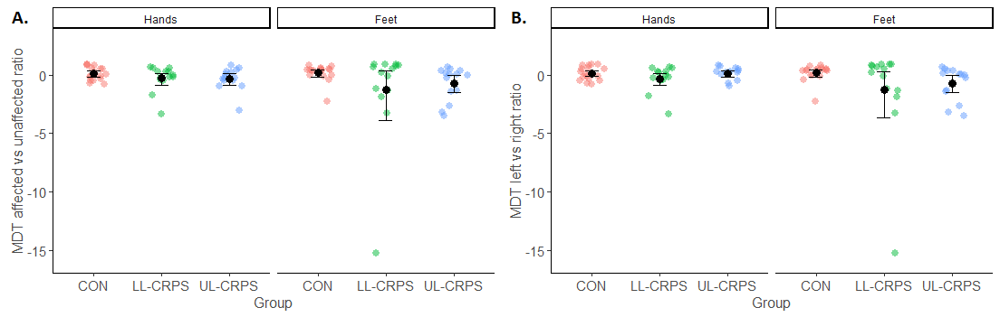 A.
Hands
Feet
MDT affected vs unaffected ratio
0
-5
-10
-15
CON
LL-CRPS
UL-CRPS
CON
LL-CRPS
UL-CRPS
Group
B.
Hands
Feet
MDT left vs right ratio
0
-5
-10
-15
CON
LL-CRPS
UL-CRPS
CON
LL-CRPS
UL-CRPS
Group